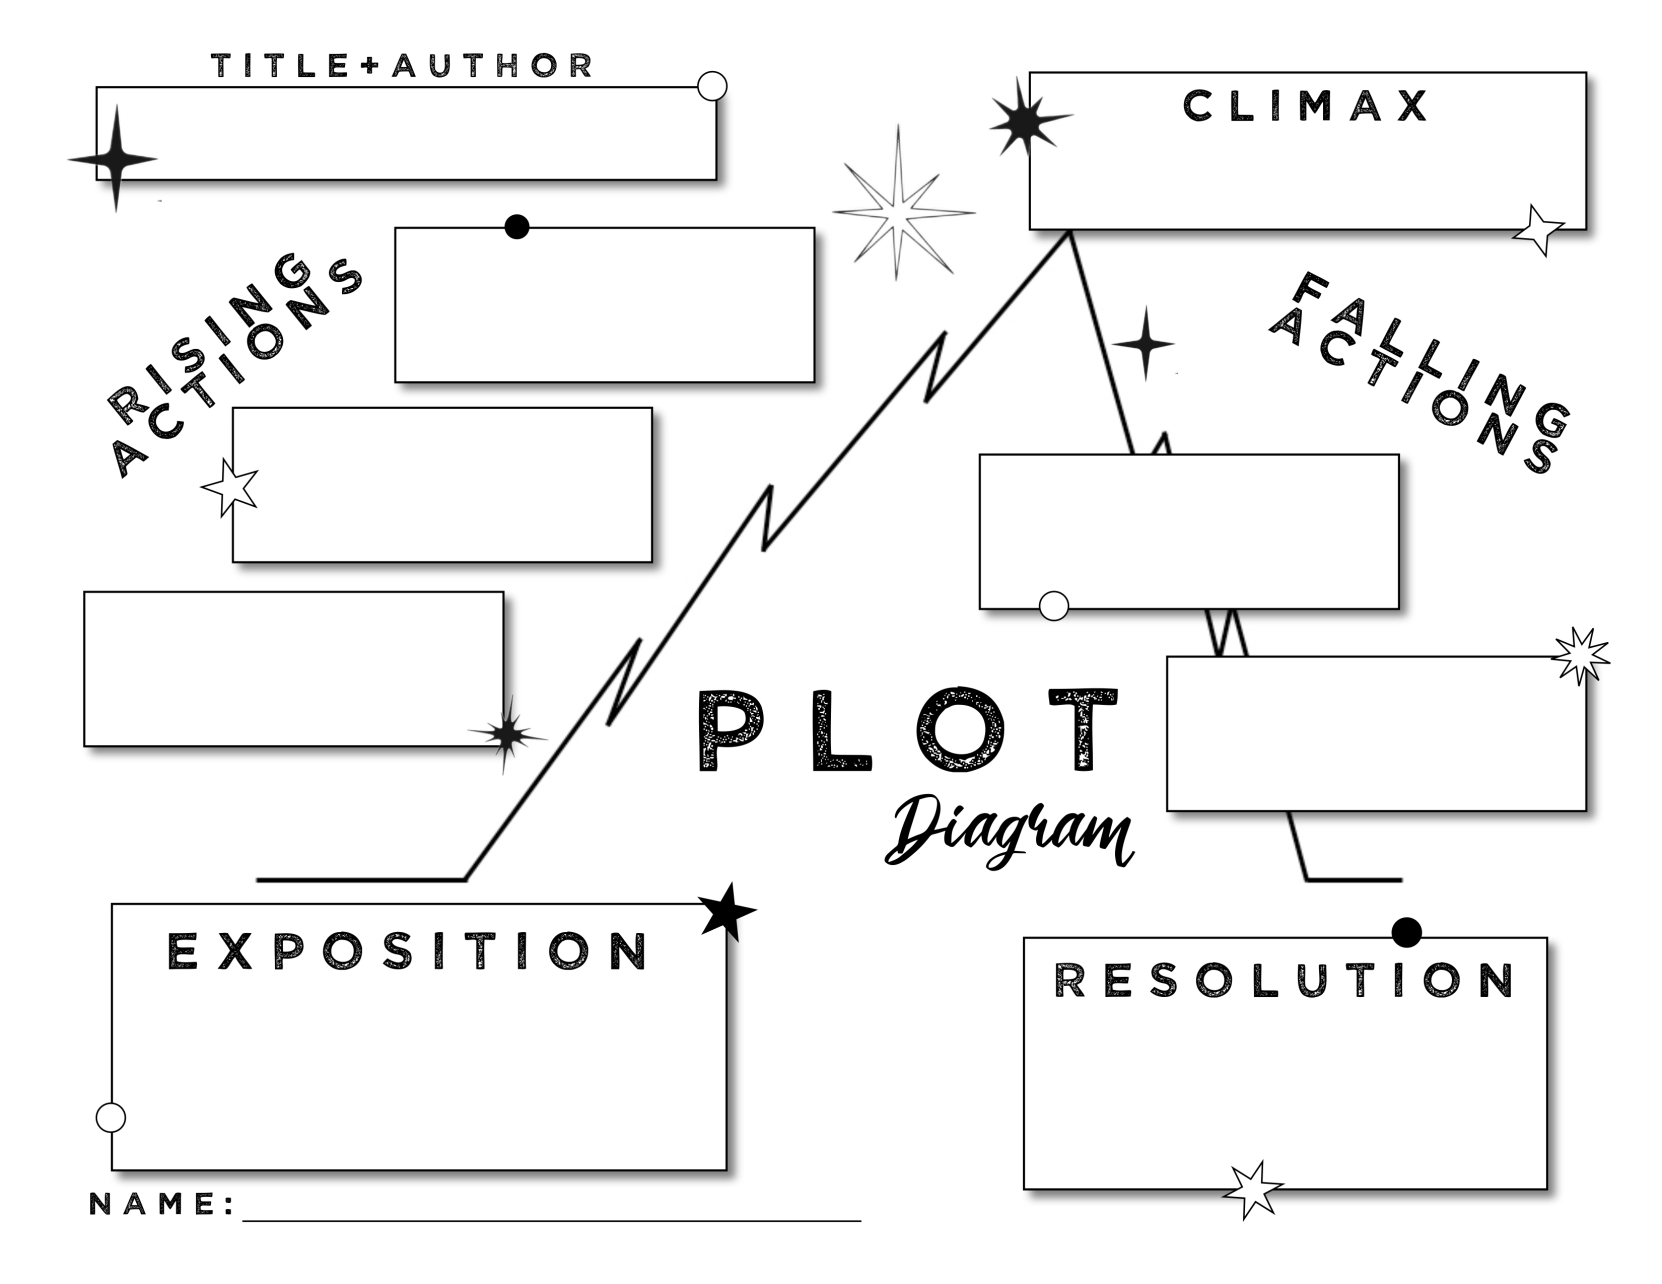 TITLE+AUTHOR
CLIMAX
RISING
ACTIONS
FALLING
ACTIONS
PLOT
Diagram
EXPOSITION
RESOLUTION
NAME: